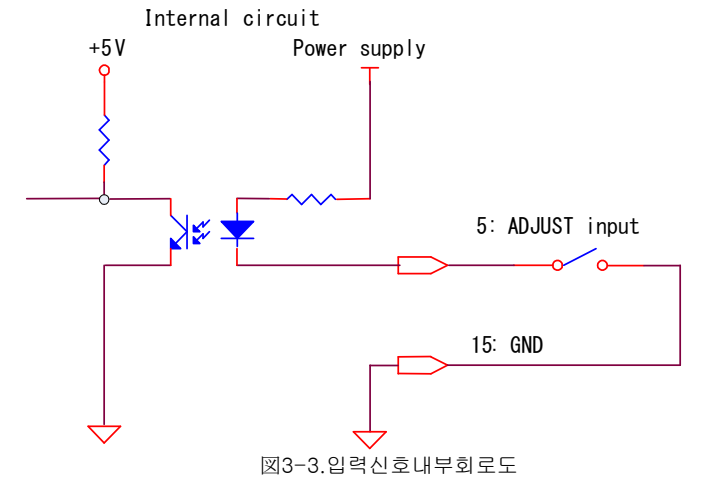 Internal circuit
+5V
Power supply
5: ADJUST input
15: GND
図3-3.입력신호내부회로도